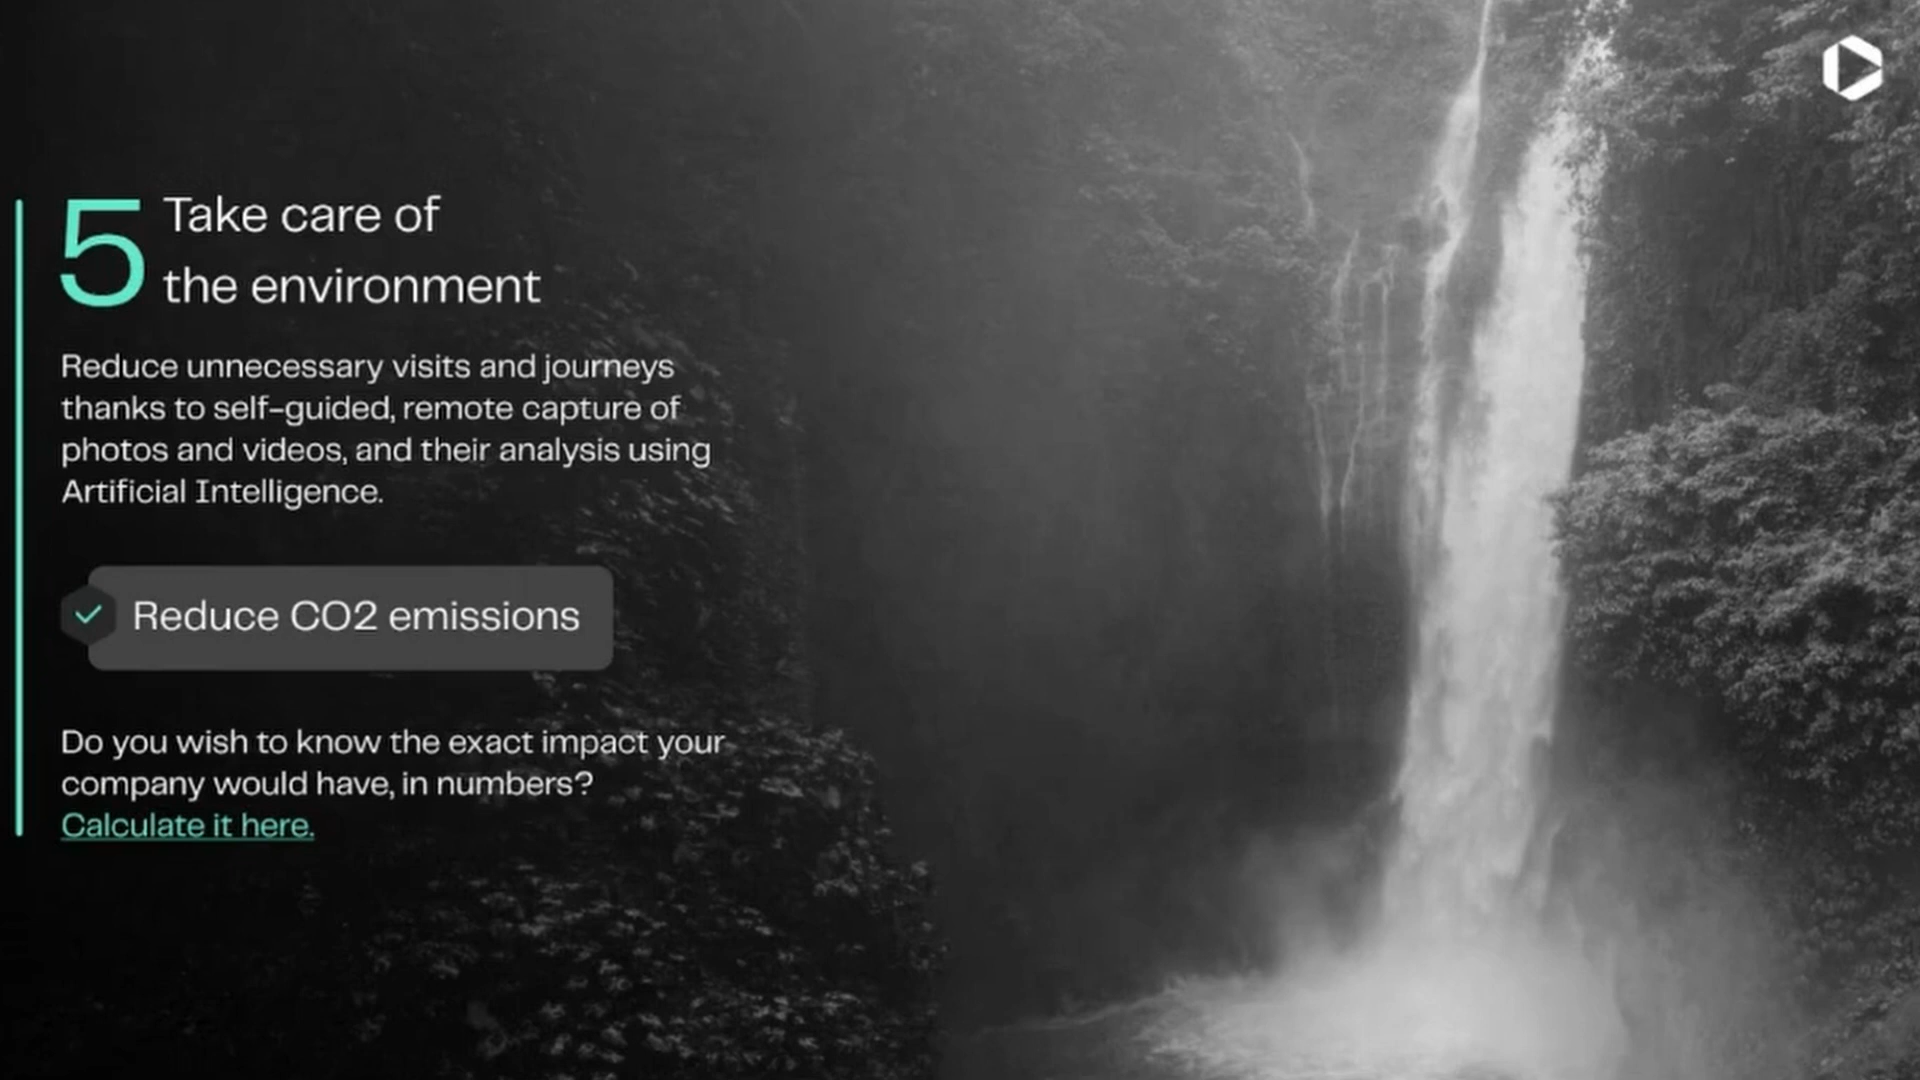 5 Take care of
the environment
Reduce unnecessary visits and journeys
thanks to self-guided, remote capture of
photos and videos, and their analysis using
Artificial Intelligence.
Reduce CO2 emissions
Do you wish to know the exact impact your
company would have, in numbers?
Calculate it here.